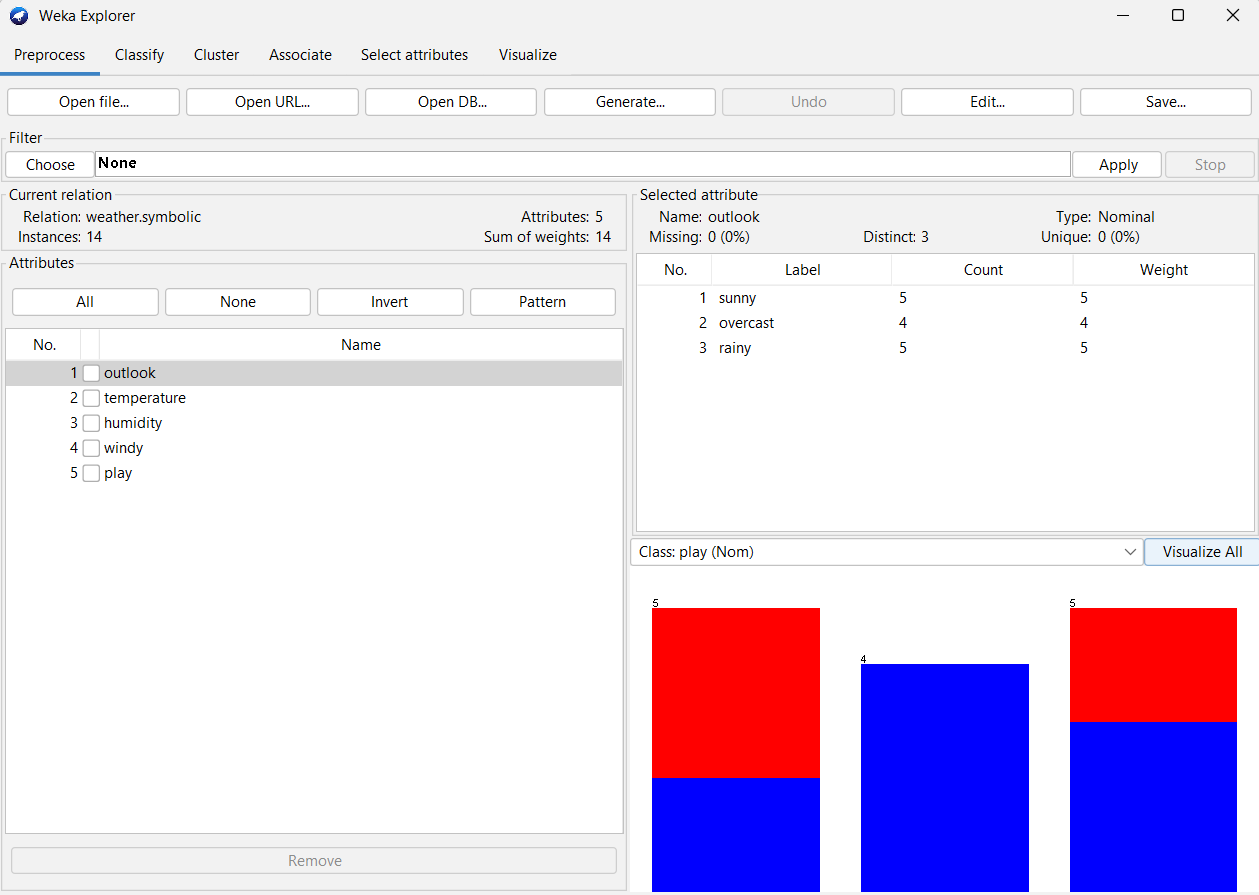 Weka Explorer
Preprocess Classify Cluster Associate Select attributes Visualize
Open file... Open URL... Open DB... Generate... Undo Edit... Save...
Filter
Choose None Apply Stop
Current relation
Relation: weather.symbolic Attributes: 5
Instances: 14 Sum of weights: 14
Attributes
All None Invert Pattern
No. Name
1 outlook
2 temperature
3 humidity
4 windy
5 play
Remove
Selected attribute
Name: outlook Type: Nominal
Missing: 0 (0%) Distinct: 3 Unique: 0 (0%)
No. Label Count Weight
1 sunny 5 5
2 overcast 4 4
3 rainy 5 5
Class: play (Nom) Visualize All
5 4 5